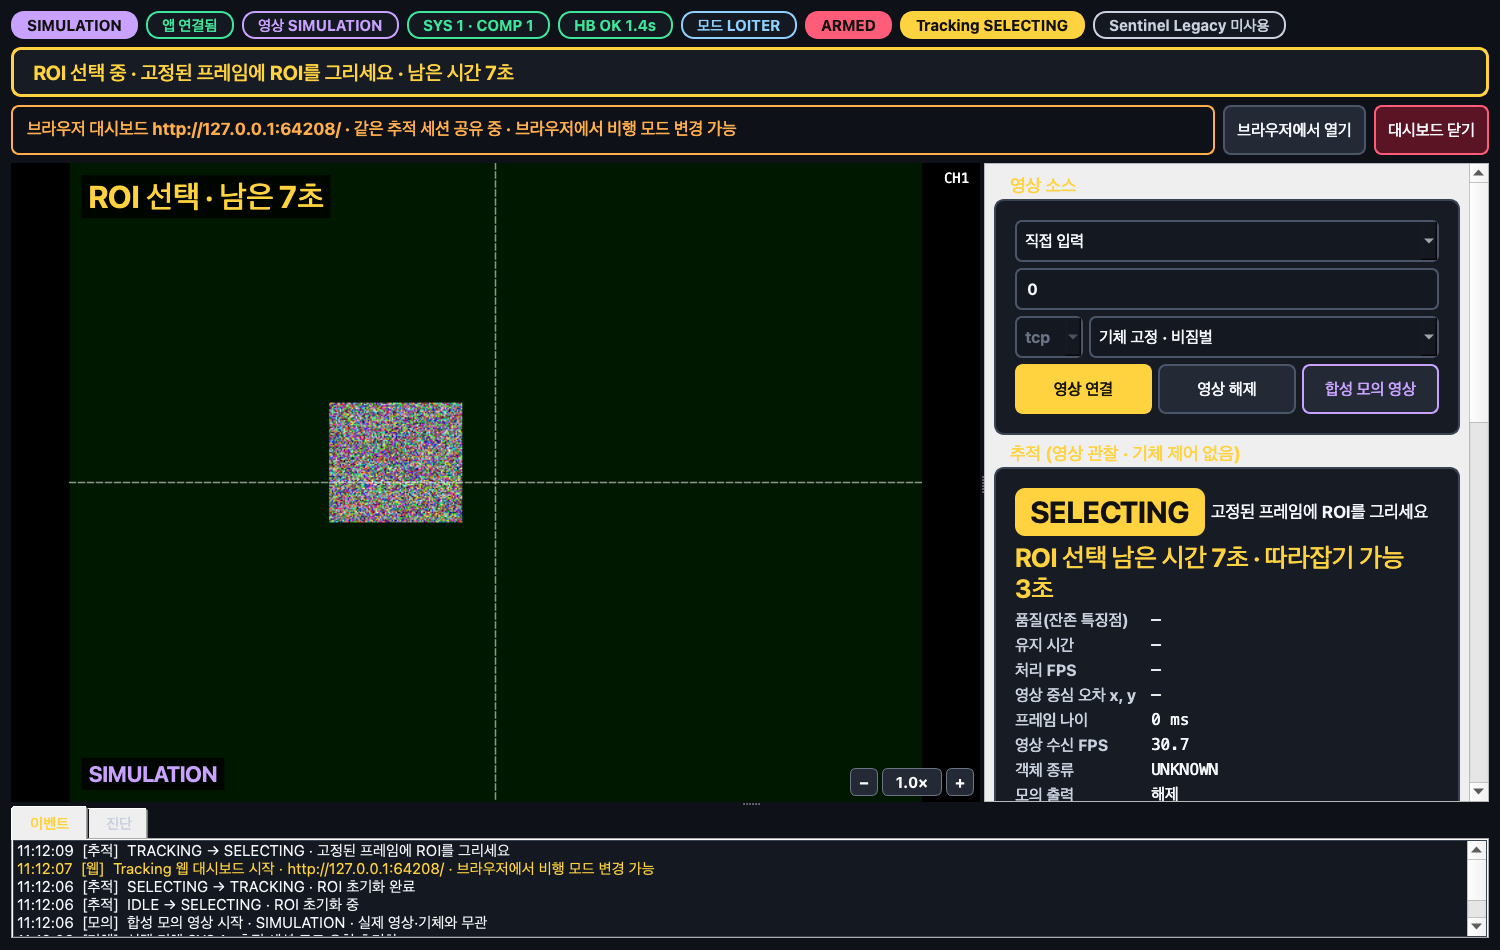 SIMULATION 앱 연결됨 영상 SIMULATION SYS 1 · COMP 1 HB OK 1.4s 모드 LOITER ARMED Tracking SELECTING Sentinel Legacy 미사용
ROI 선택 중 · 고정된 프레임에 ROI를 그리세요 · 남은 시간 7초
브라우저 대시보드 http://127.0.0.1:64208/ · 같은 추적 세션 공유 중 · 브라우저에서 비행 모드 변경 가능 브라우저에서 열기 대시보드 닫기
ROI 선택 · 남은 7초
CH1
SIMULATION
− 1.0× +
영상 소스
직접 입력
0
tcp 기체 고정 · 비짐벌
영상 연결 영상 해제 합성 모의 영상
추적 (영상 관찰 · 기체 제어 없음)
SELECTING 고정된 프레임에 ROI를 그리세요
ROI 선택 남은 시간 7초 · 따라잡기 가능
3초
품질(잔존 특징점) —
유지 시간 —
처리 FPS —
영상 중심 오차 x, y —
프레임 나이 0 ms
영상 수신 FPS 30.7
객체 종류 UNKNOWN
모의 출력 해제
이벤트 진단
11:12:09 [추적] TRACKING → SELECTING · 고정된 프레임에 ROI를 그리세요
11:12:07 [웹] Tracking 웹 대시보드 시작 · http://127.0.0.1:64208/ · 브라우저에서 비행 모드 변경 가능
11:12:06 [추적] SELECTING → TRACKING · ROI 초기화 완료
11:12:06 [추적] IDLE → SELECTING · ROI 초기화 중
11:12:06 [모의] 합성 모의 영상 시작 · SIMULATION · 실제 영상·기체와 무관